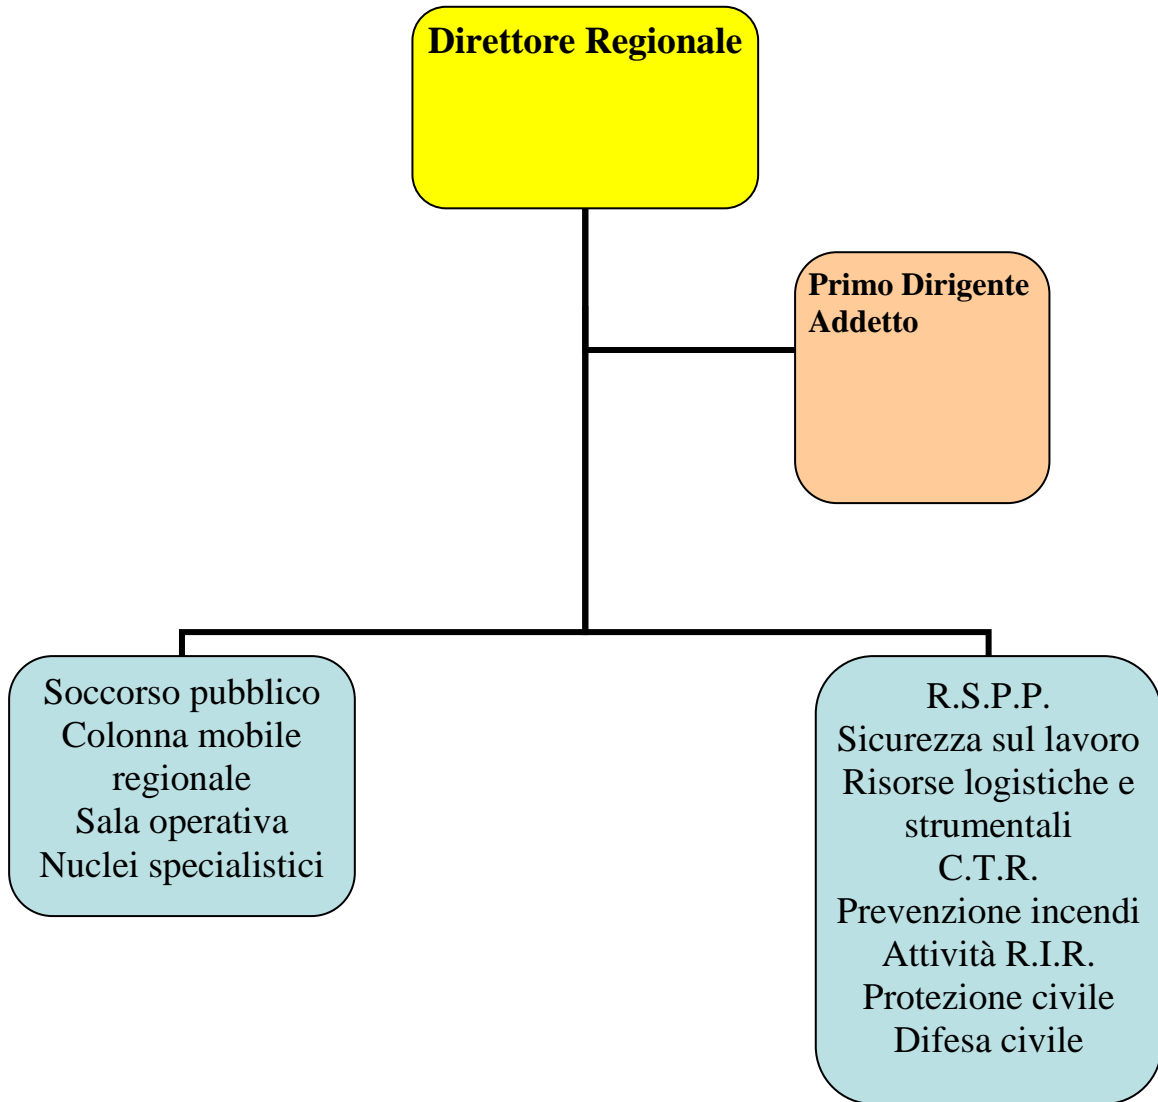 Direttore Regionale
Primo Dirigente
Addetto
Soccorso pubblico
Colonna mobile
regionale
Sala operativa
Nuclei specialistici
R.S.P.P.
Sicurezza sul lavoro
Risorse logistiche e
strumentali
C.T.R.
Prevenzione incendi
Attività R.I.R.
Protezione civile
Difesa civile